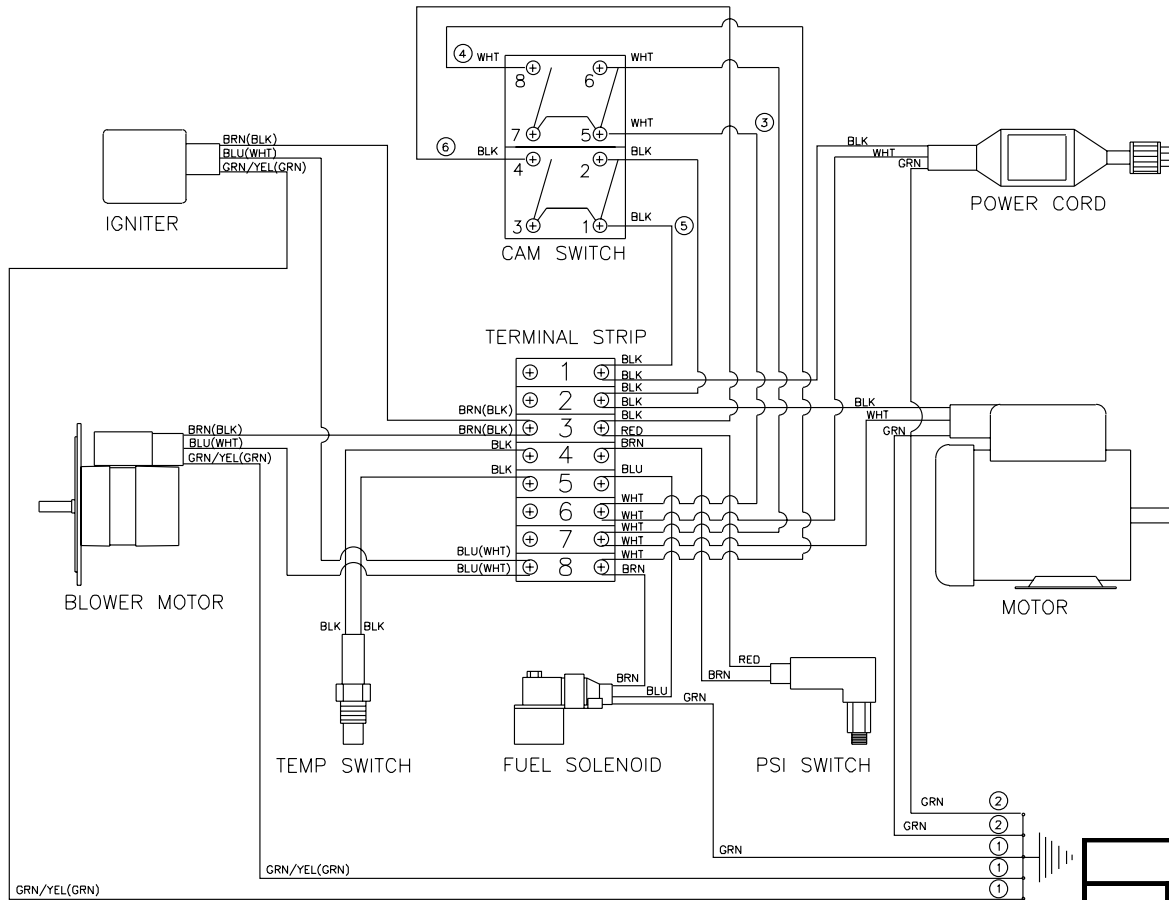 ④ WHT
WHT
8
6
WHT
③
7
5
⑥
BLK
BLK
4
2
BLK
⑤
3
1
CAM SWITCH
BRN(BLK)
BLU(WHT)
GRN/YEL(GRN)
IGNITER
BLK
WHT
GRN
POWER CORD
TERMINAL STRIP
1
BLK
BLK
2
BLK
BLK
BRN(BLK)
3
BLK
BRN(BLK)
RED
BLK
4
BRN
BLK
5
BLU
6
WHT
WHT
7
WHT
WHT
BLU(WHT)
8
WHT
BLU(WHT)
BRN
BRN(BLK)
BLU(WHT)
GRN/YEL(GRN)
BLOWER MOTOR
BLK
WHT
GRN
MOTOR
BLK
BLK
TEMP SWITCH
BRN
BLU
GRN
FUEL SOLENOID
RED
BRN
PSI SWITCH
GRN
②
GRN
②
GRN
①
GRN/YEL(GRN)
①
GRN/YEL(GRN)
①